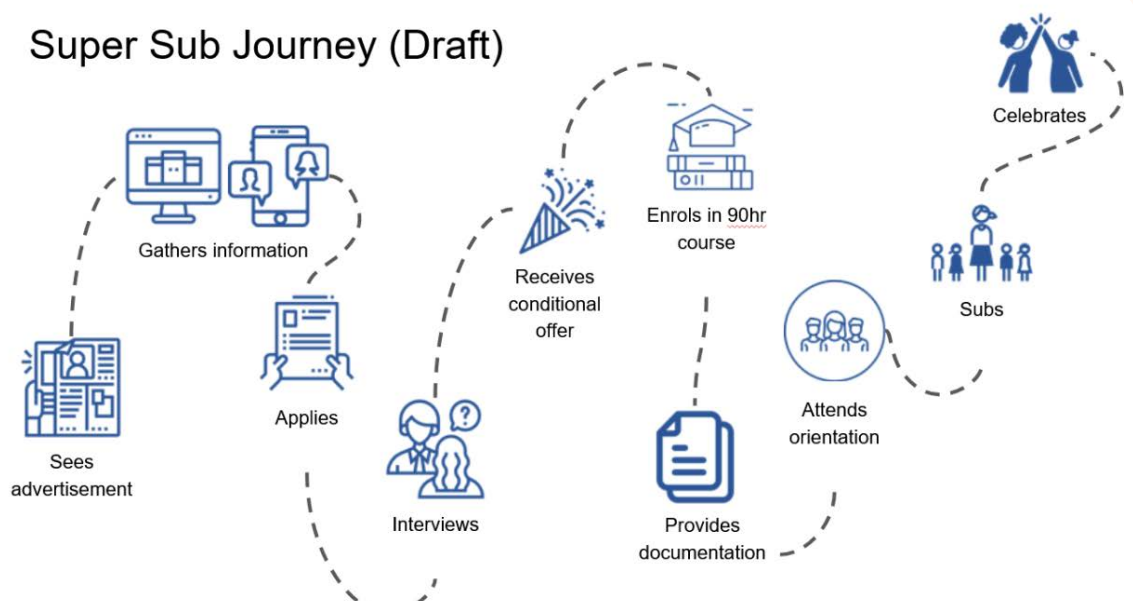 Super Sub Journey (Draft)
Sees
advertisement
Gathers information
Applies
Interviews
?
Receives
conditional
offer
Enrols in 90hr
course
Provides
documentation
Attends
orientation
Subs
Celebrates